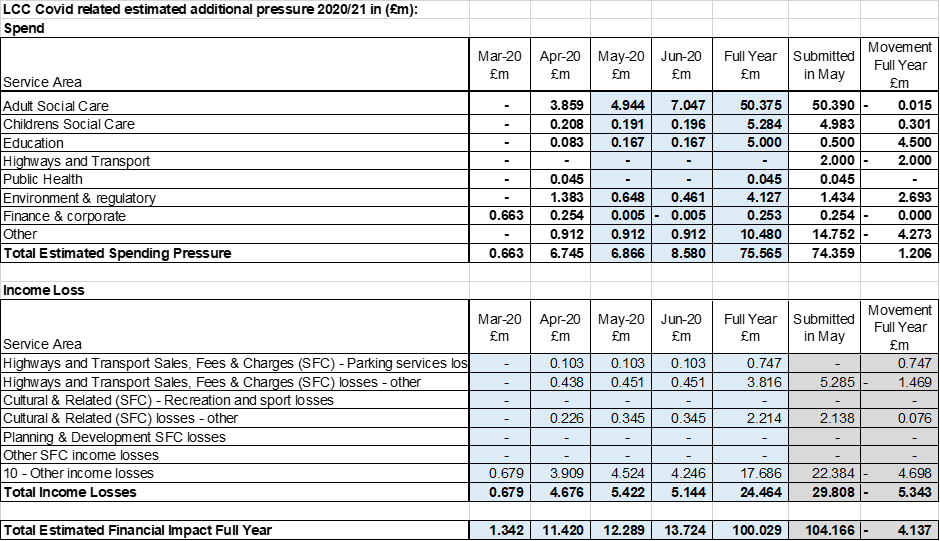 LCC Covid related estimated additional pressure 2020/21 in (£m):
Spend
Service Area Mar-20 £m Apr-20 £m May-20 £m Jun-20 £m Full Year £m Submitted in May Movement Full Year £m
Adult Social Care - 3.859 4.944 7.047 50.375 50.390 - 0.015
Childrens Social Care - 0.208 0.191 0.196 5.284 4.983 0.301
Education - 0.083 0.167 0.167 5.000 0.500 4.500
Highways and Transport - - - - - 2.000 - 2.000
Public Health - 0.045 - - 0.045 0.045 -
Environment & regulatory - 1.383 0.648 0.461 4.127 1.434 2.693
Finance & corporate 0.663 0.254 0.005 - 0.005 0.253 0.254 - 0.000
Other - 0.912 0.912 0.912 10.480 14.752 - 4.273
Total Estimated Spending Pressure 0.663 6.745 6.866 8.580 75.565 74.359 1.206
Income Loss
Service Area Mar-20 £m Apr-20 £m May-20 £m Jun-20 £m Full Year £m Submitted in May Movement Full Year £m
Highways and Transport Sales, Fees & Charges (SFC) - Parking services los - 0.103 0.103 0.103 0.747 - 0.747
Highways and Transport Sales, Fees & Charges (SFC) losses - other - 0.438 0.451 0.451 3.816 5.285 - 1.469
Cultural & Related (SFC) - Recreation and sport losses - - - - - - -
Cultural & Related (SFC) losses - other - 0.226 0.345 0.345 2.214 2.138 0.076
Planning & Development SFC losses - - - - - - -
Other SFC income losses - - - - - - -
10 - Other income losses 0.679 3.909 4.524 4.246 17.686 22.384 - 4.698
Total Income Losses 0.679 4.676 5.422 5.144 24.464 29.808 - 5.343
Total Estimated Financial Impact Full Year 1.342 11.420 12.289 13.724 100.029 104.166 - 4.137